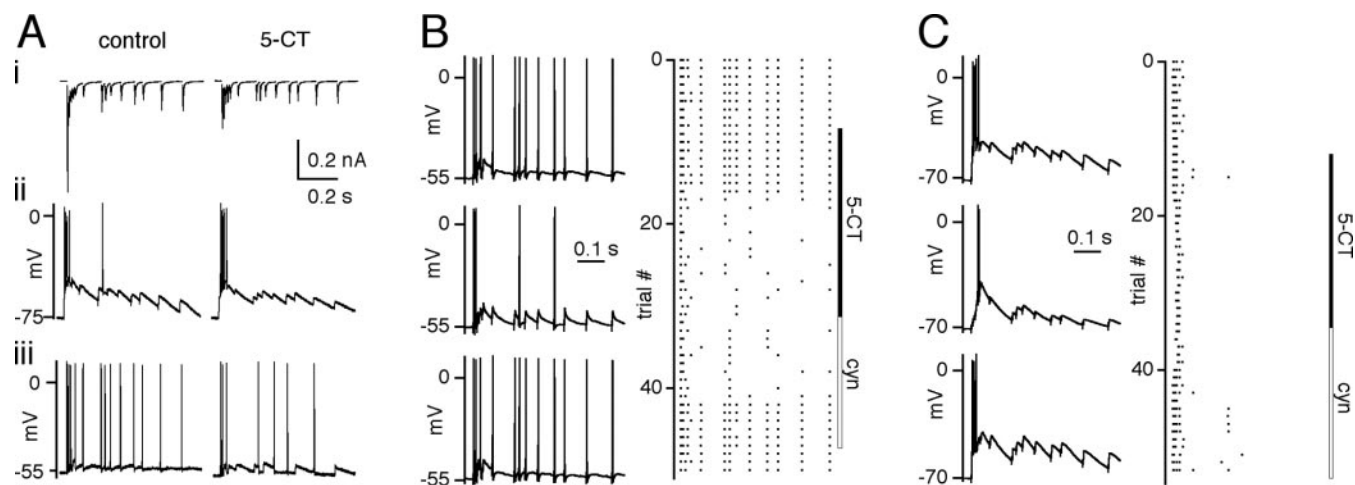 A
control
5-CT
i
0.2 nA
0.2 s
ii
0
mV
-75
iii
0
mV
-55
B
0
mV
-55
0
0.1 s
mV
-55
0
mV
-55
0
20
trial #
40
5-CT
cyn
C
0
mV
-70
0
0.1 s
mV
-70
0
mV
-70
0
20
trial #
40
5-CT
cyn